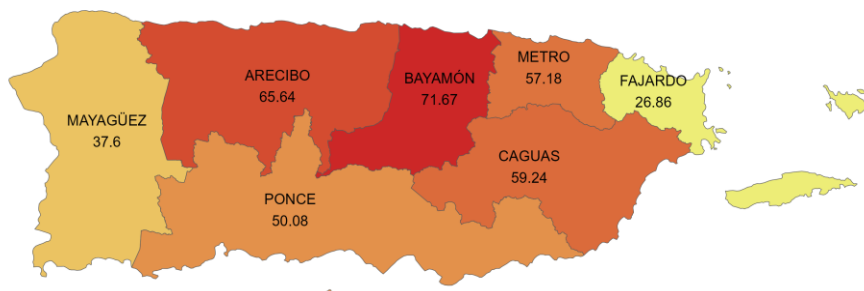 METRO
57.18
ARECIBO
65.64
BAYAMÓN
71.67
FAJARDO
26.86
MAYAGÜEZ
37.6
CAGUAS
59.24
PONCE
50.08